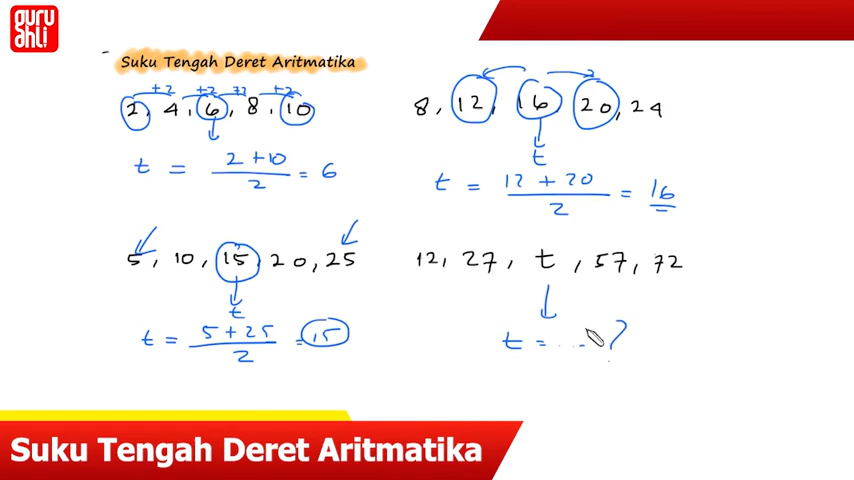 guru
ahli
Suku Tengah Deret Aritmatika
+2 +2 +2 +2
2, 4, 6, 8, 10
t = 2 + 10 / 2 = 6
8, 12, 16, 20, 24
t
t = 12 + 20 / 2 = 16
5, 10, 15, 20, 25
t
t = 5 + 25 / 2 = 15
12, 27, t, 57, 72
t = ... ?
Suku Tengah Deret Aritmatika